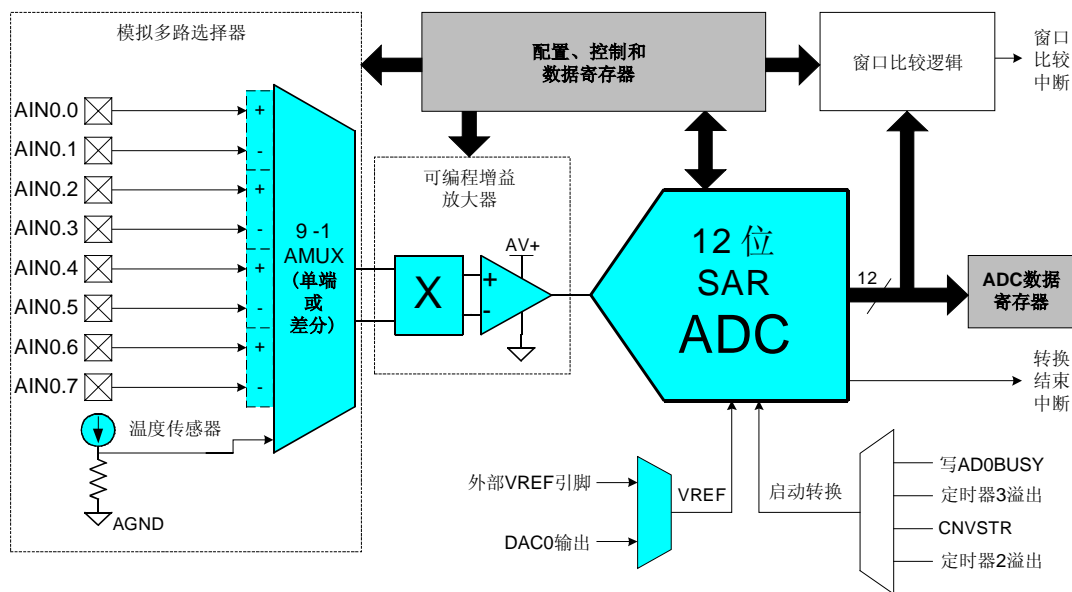 模拟多路选择器
AIN0.0
AIN0.1
AIN0.2
AIN0.3
AIN0.4
AIN0.5
AIN0.6
AIN0.7
+
-
+
-
+
-
+
-
9 -1
AMUX
(单端
或
差分)
温度传感器
AGND
配置、控制和
数据寄存器
可编程增益
放大器
X
+
-
AV+
12 位
SAR
ADC
12
窗口比较逻辑
窗口
比较
中断
ADC数据
寄存器
转换
结束
中断
外部VREF引脚
DAC0输出
VREF
启动转换
写AD0BUSY
定时器3溢出
CNVSTR
定时器2溢出